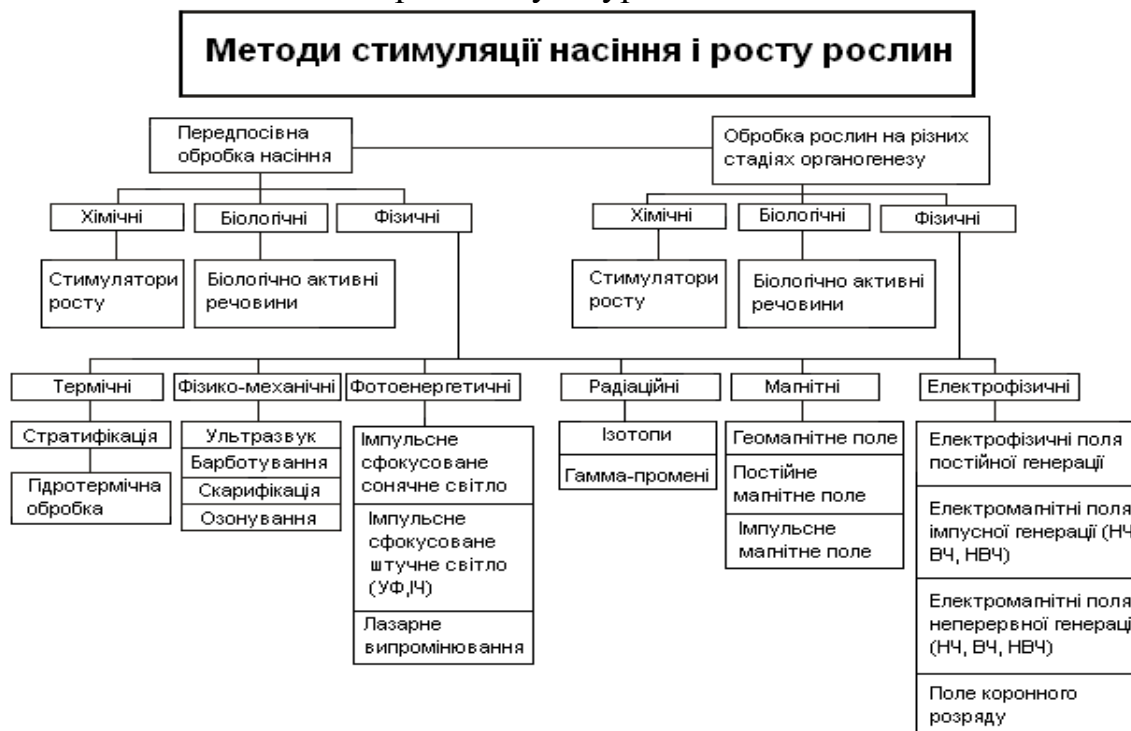 Методи стимуляції насіння і росту рослин
Передпосівна
обробка насіння
Обробка рослин на різних
стадіях органогенезу
Хімічні
Біологічні
Фізичні
Хімічні
Біологічні
Фізичні
Стимулятори
росту
Біологічно активні
речовини
Стимулятори
росту
Біологічно активні
речовини
Термічні
Фізико-механічні
Фотоенергетичні
Радіаційні
Магнітні
Електрофізичні
Стратифікація
Гідротермічна
обробка
Ультразвук
Барботування
Скарифікація
Озонування
Імпульсне
сфокусоване
сонячне світло
Імпульсне
сфокусоване
штучне світло
(УФ,ІЧ)
Лазарне
випромінювання
Ізотопи
Гамма-промені
Геомагнітне поле
Постійне
магнітне поле
Імпульсне
магнітне поле
Електрофізичні поля
постійної генерації
Електромагнітні поля
імпусної генерації (НЧ
ВЧ, НВЧ)
Електромагнітні поля
неперервної генераці
(НЧ, ВЧ, НВЧ)
Поле коронного
розряду